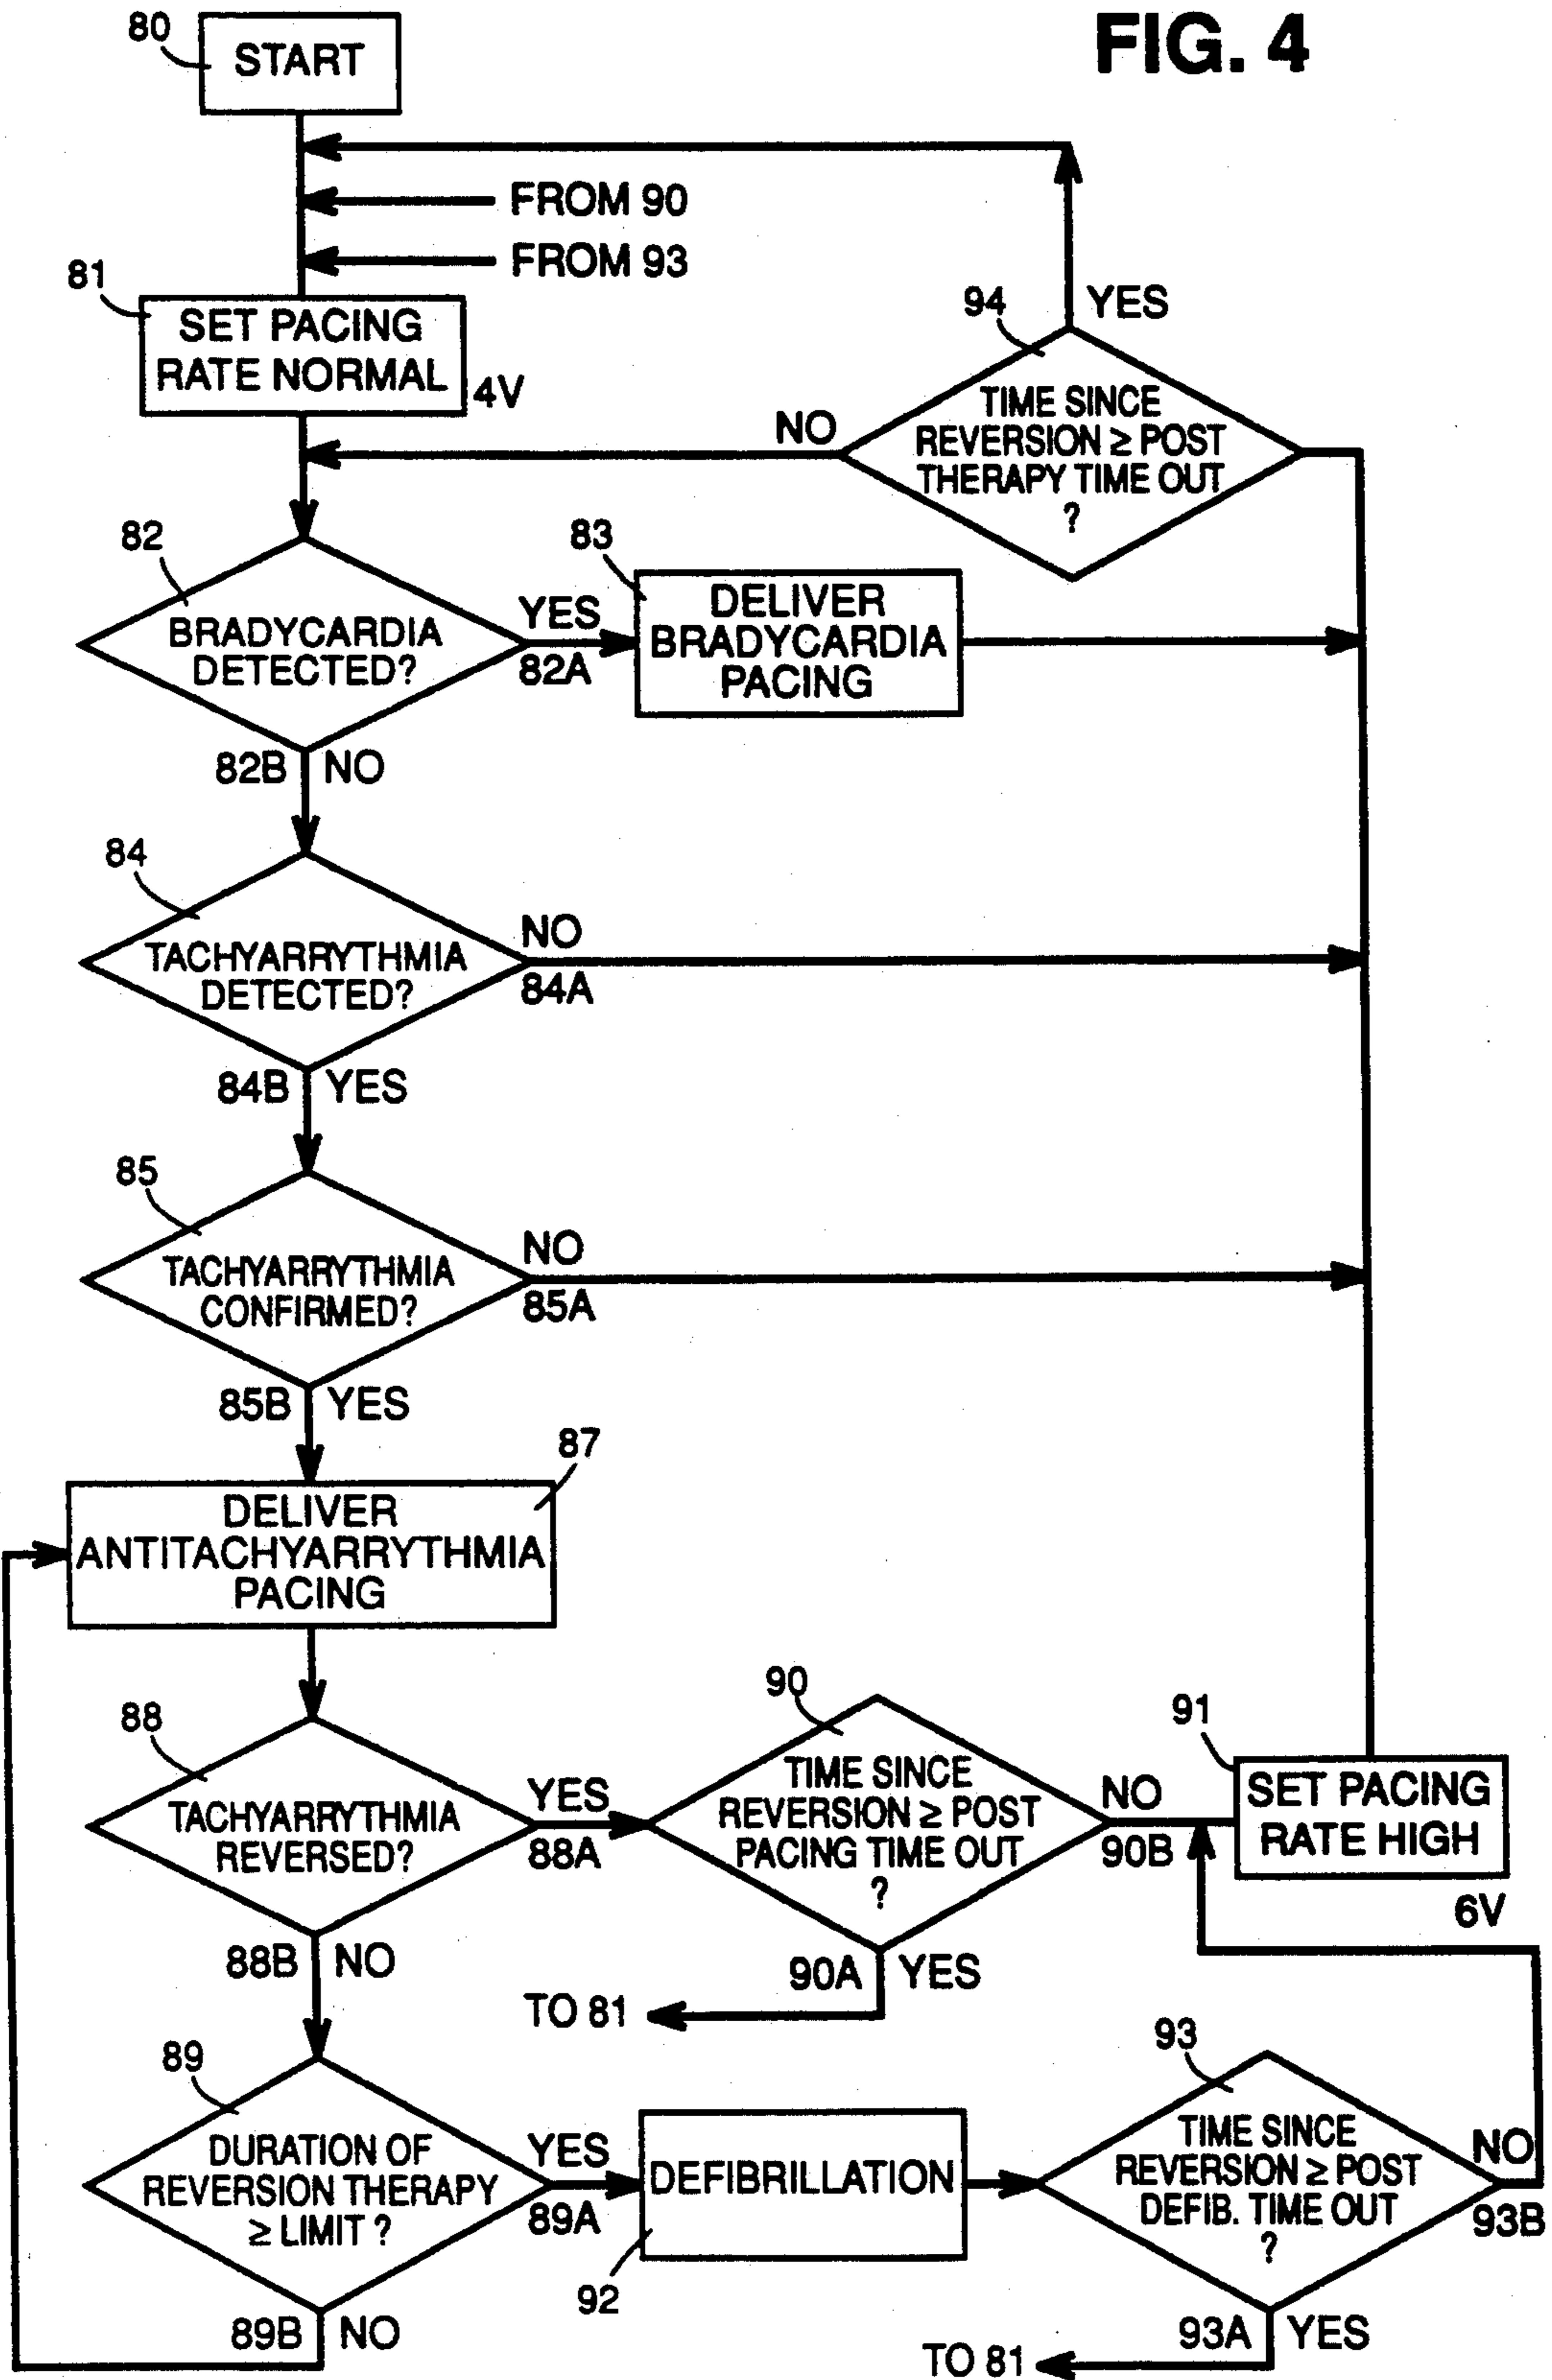 FIG. 4
80
START
FROM 90
FROM 93
81
SET PACING
RATE NORMAL
4V
94
YES
TIME SINCE
REVERSION ≥ POST
THERAPY TIME OUT
?
NO
82
BRADYCARDIA
DETECTED?
YES
82A
83
DELIVER
BRADYCARDIA
PACING
82B NO
84
TACHYARRYTHMIA
DETECTED?
NO
84A
84B YES
85
TACHYARRYTHMIA
CONFIRMED?
NO
85A
85B YES
87
DELIVER
ANTITACHYARRYTHMIA
PACING
88
TACHYARRYTHMIA
REVERSED?
YES
88A
90
TIME SINCE
REVERSION ≥ POST
PACING TIME OUT
?
NO
90B
91
SET PACING
RATE HIGH
6V
88B NO
90A YES
TO 81
89
DURATION OF
REVERSION THERAPY
≥ LIMIT ?
YES
89A
DEFIBRILLATION
92
93
TIME SINCE
REVERSION ≥ POST
DEFIB. TIME OUT
?
NO
93B
89B NO
93A YES
TO 81